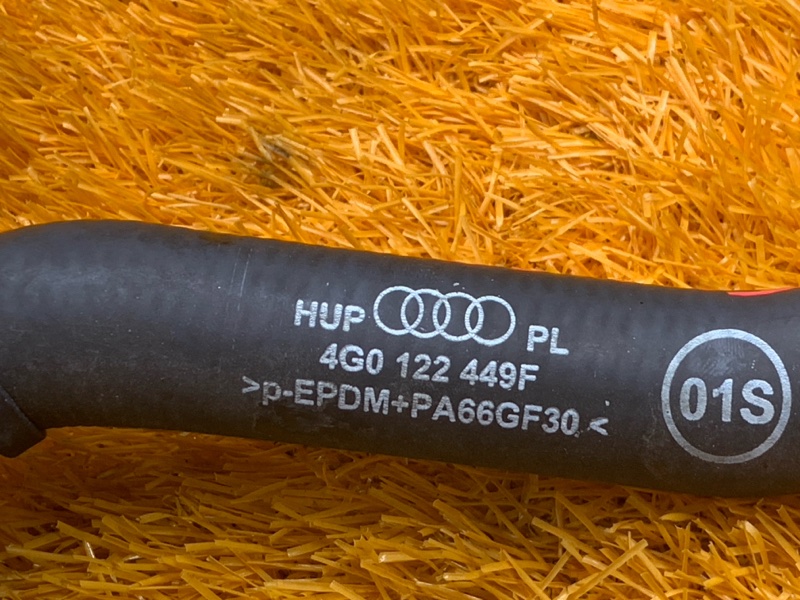 HUP PL
4G0 122 449F
>p-EPDM+PA66GF30<
01S